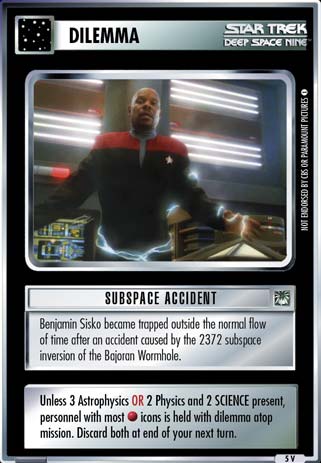 DILEMMA
STAR TREK
DEEP SPACE NINE
NOT ENDORSED BY CBS OR PARAMOUNT PICTURES
SUBSPACE ACCIDENT
Benjamin Sisko became trapped outside the normal flow
of time after an accident caused by the 2372 subspace
inversion of the Bajoran Wormhole.
Unless 3 Astrophysics OR 2 Physics and 2 SCIENCE present,
personnel with most icons is held with dilemma atop
mission. Discard both at end of your next turn.
5 V